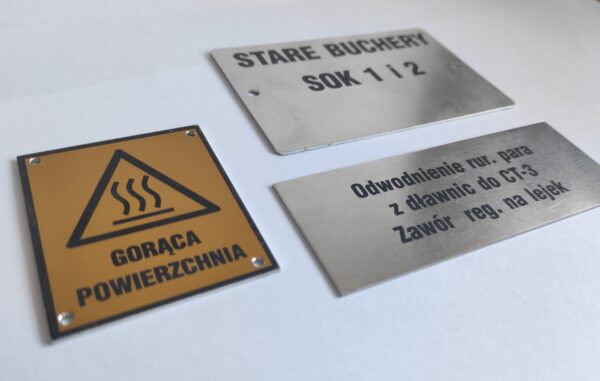 STARE BUCHERY
SOK 1 i 2
Odwodnienie rur. para
z dławnic do CT-3
Zawór reg. na lejek
GORĄCA
POWIERZCHNIA